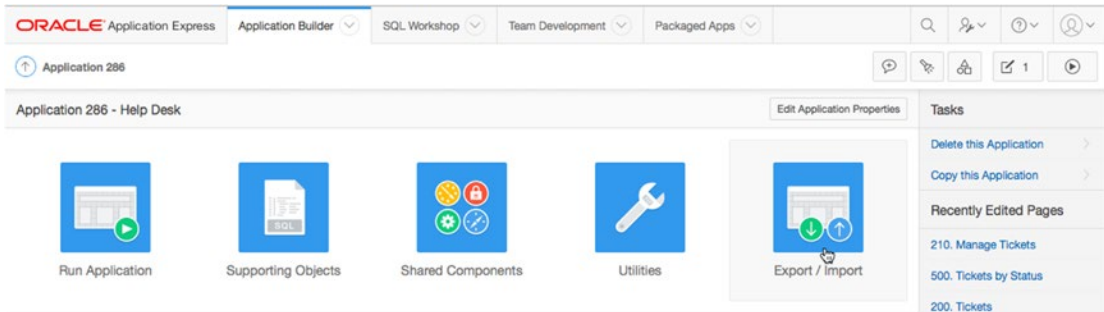 ORACLE Application Express Application Builder SQL Workshop Team Development Packaged Apps
Application 286
1
Application 286 - Help Desk
Edit Application Properties
SQL
Run Application
Supporting Objects
Shared Components
Utilities
Export / Import
Tasks
Delete this Application
Copy this Application
Recently Edited Pages
210. Manage Tickets
500. Tickets by Status
200. Tickets